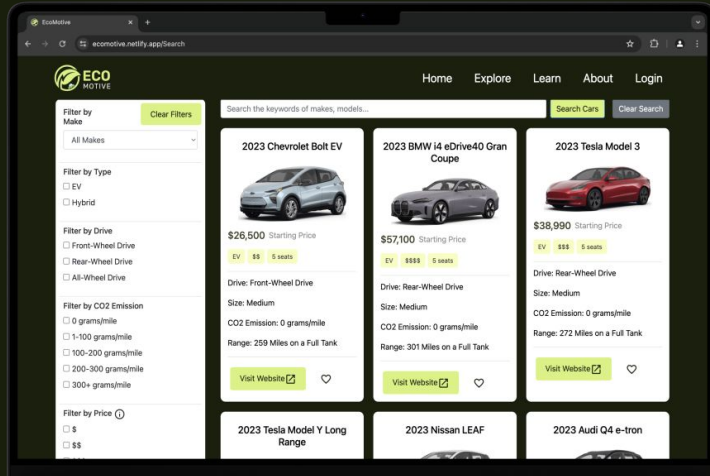 EcoMotive
ecomotive.netlify.app/Search
ECO
MOTIVE
Home Explore Learn About Login
Filter by
Make
Clear Filters
All Makes
Filter by Type
EV
Hybrid
Filter by Drive
Front-Wheel Drive
Rear-Wheel Drive
All-Wheel Drive
Filter by CO2 Emission
0 grams/mile
1-100 grams/mile
100-200 grams/mile
200-300 grams/mile
300+ grams/mile
Filter by Price
$
$$
Search the keywords of makes, models...
Search Cars
Clear Search
2023 Chevrolet Bolt EV
$26,500 Starting Price
EV $$ 5 seats
Drive: Front-Wheel Drive
Size: Medium
CO2 Emission: 0 grams/mile
Range: 259 Miles on a Full Tank
Visit Website
2023 BMW i4 eDrive40 Gran
Coupe
$57,100 Starting Price
EV $$$$ 5 seats
Drive: Rear-Wheel Drive
Size: Medium
CO2 Emission: 0 grams/mile
Range: 301 Miles on a Full Tank
Visit Website
2023 Tesla Model 3
$38,990 Starting Price
EV $$$ 5 seats
Drive: Rear-Wheel Drive
Size: Medium
CO2 Emission: 0 grams/mile
Range: 272 Miles on a Full Tank
Visit Website
2023 Tesla Model Y Long
Range
2023 Nissan LEAF
2023 Audi Q4 e-tron